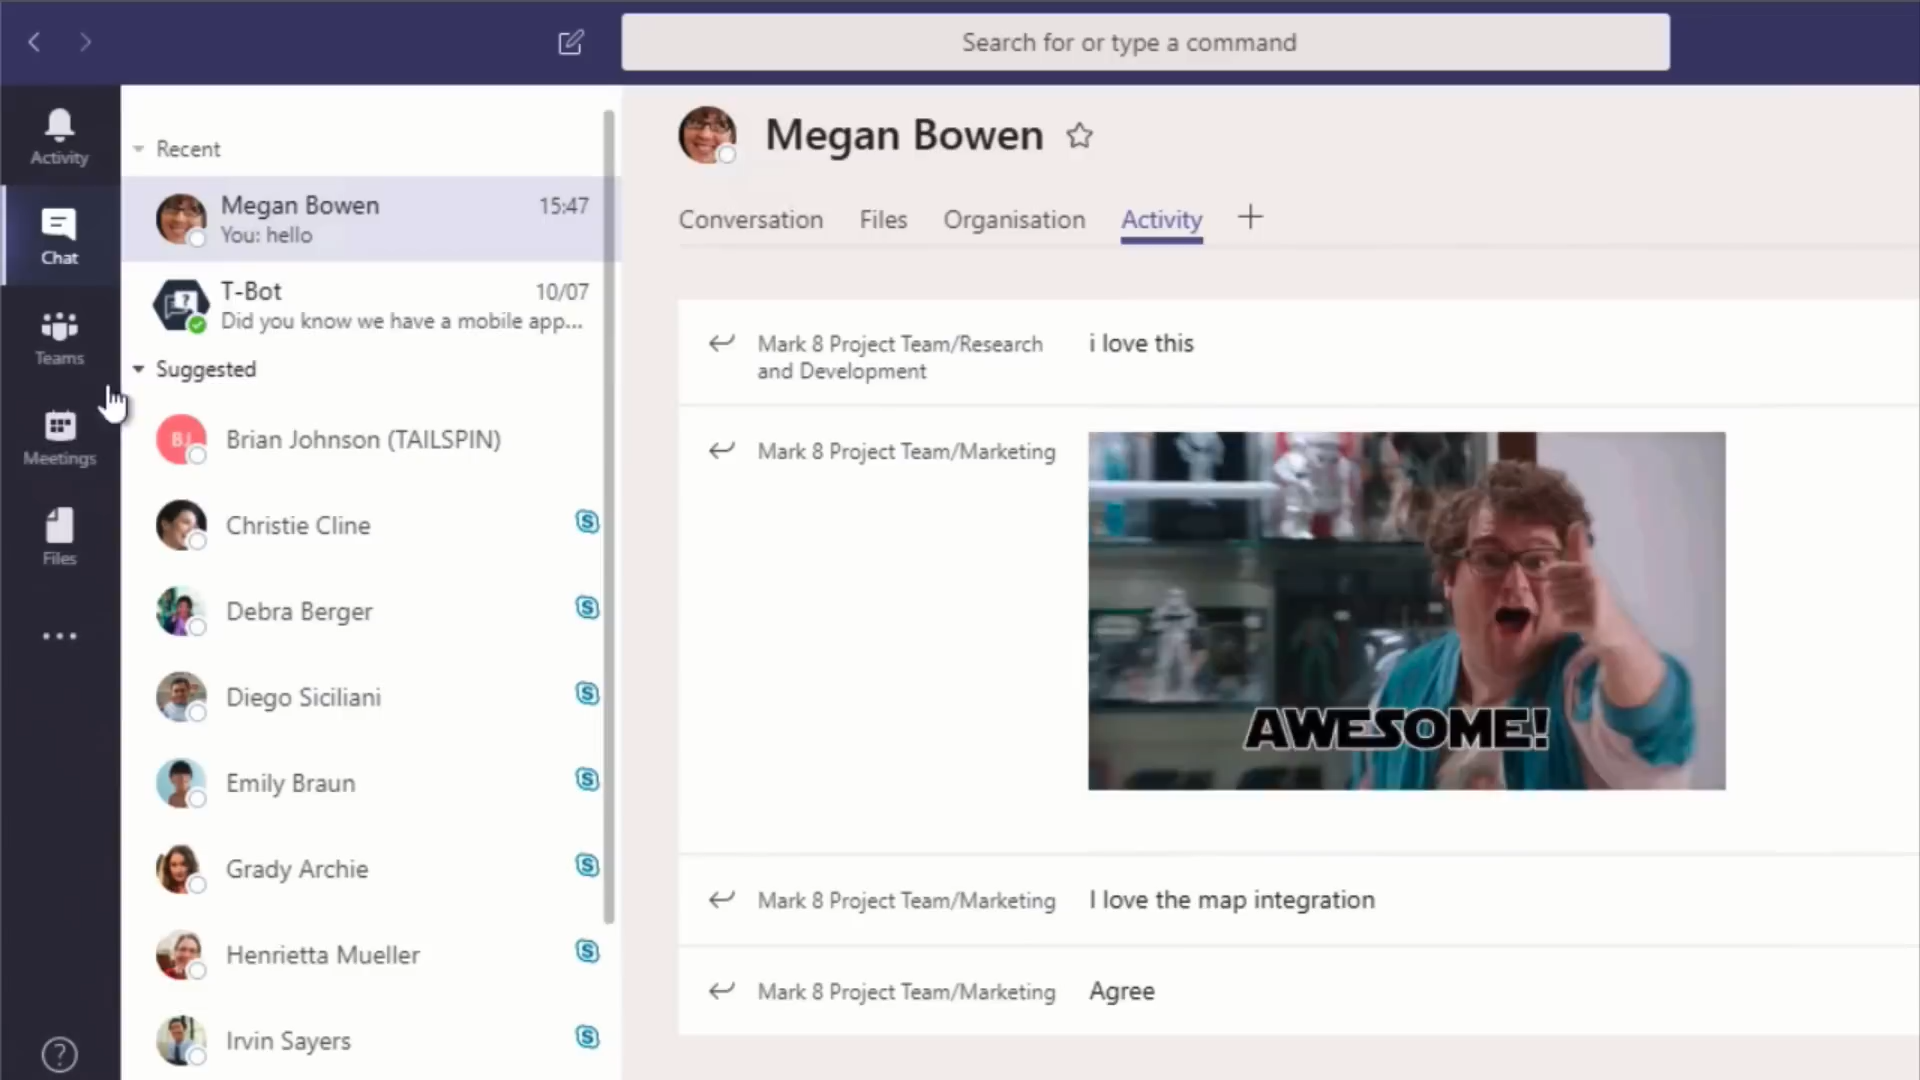 Search for or type a command
Activity
Chat
Teams
Meetings
Files
Recent
Megan Bowen 15:47
You: hello
T-Bot 10/07
Did you know we have a mobile app...
Suggested
BJ Brian Johnson (TAILSPIN)
Christie Cline
Debra Berger
Diego Siciliani
Emily Braun
Grady Archie
Henrietta Mueller
Irvin Sayers
Megan Bowen
Conversation Files Organisation Activity
Mark 8 Project Team/Research
and Development
i love this
Mark 8 Project Team/Marketing
AWESOME!
Mark 8 Project Team/Marketing I love the map integration
Mark 8 Project Team/Marketing Agree